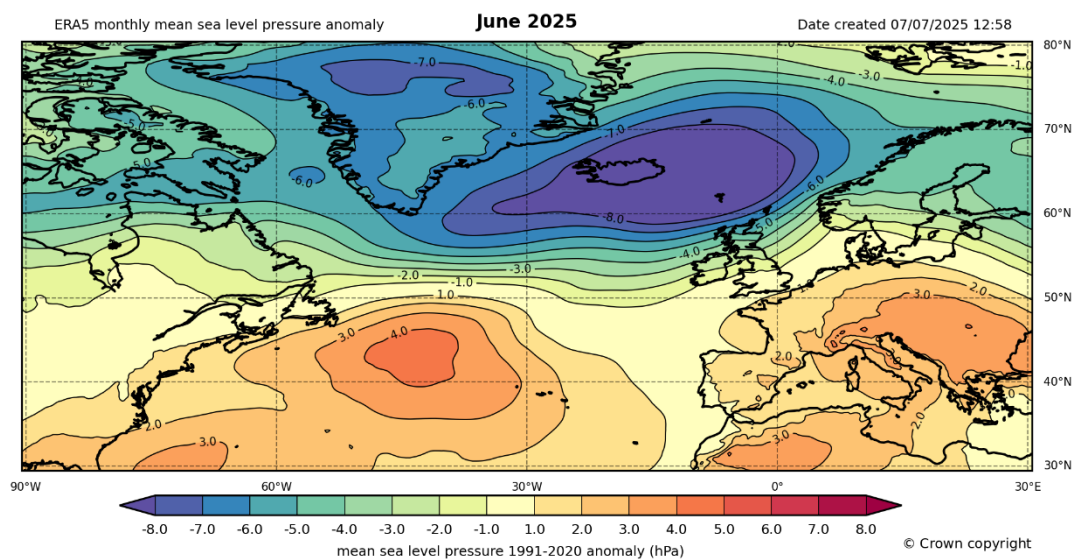 ERA5 monthly mean sea level pressure anomaly
June 2025
Date created 07/07/2025 12:58
-7.0
-4.0
-3.0
-1.0
80°N
-6.0
-5.0
-7.0
70°N
-5.0
-6.0
-6.0
-8.0
-5.0
60°N
-4.0
-3.0
-2.0
-1.0
1.0
2.0
50°N
3.0
4.0
3.0
2.0
40°N
2.0
3.0
2.0
3.0
30°N
90°W
60°W
30°W
0°
30°E
-8.0
-7.0
-6.0
-5.0
-4.0
-3.0
-2.0
-1.0
1.0
2.0
3.0
4.0
5.0
6.0
7.0
8.0
mean sea level pressure 1991-2020 anomaly (hPa)
© Crown copyright